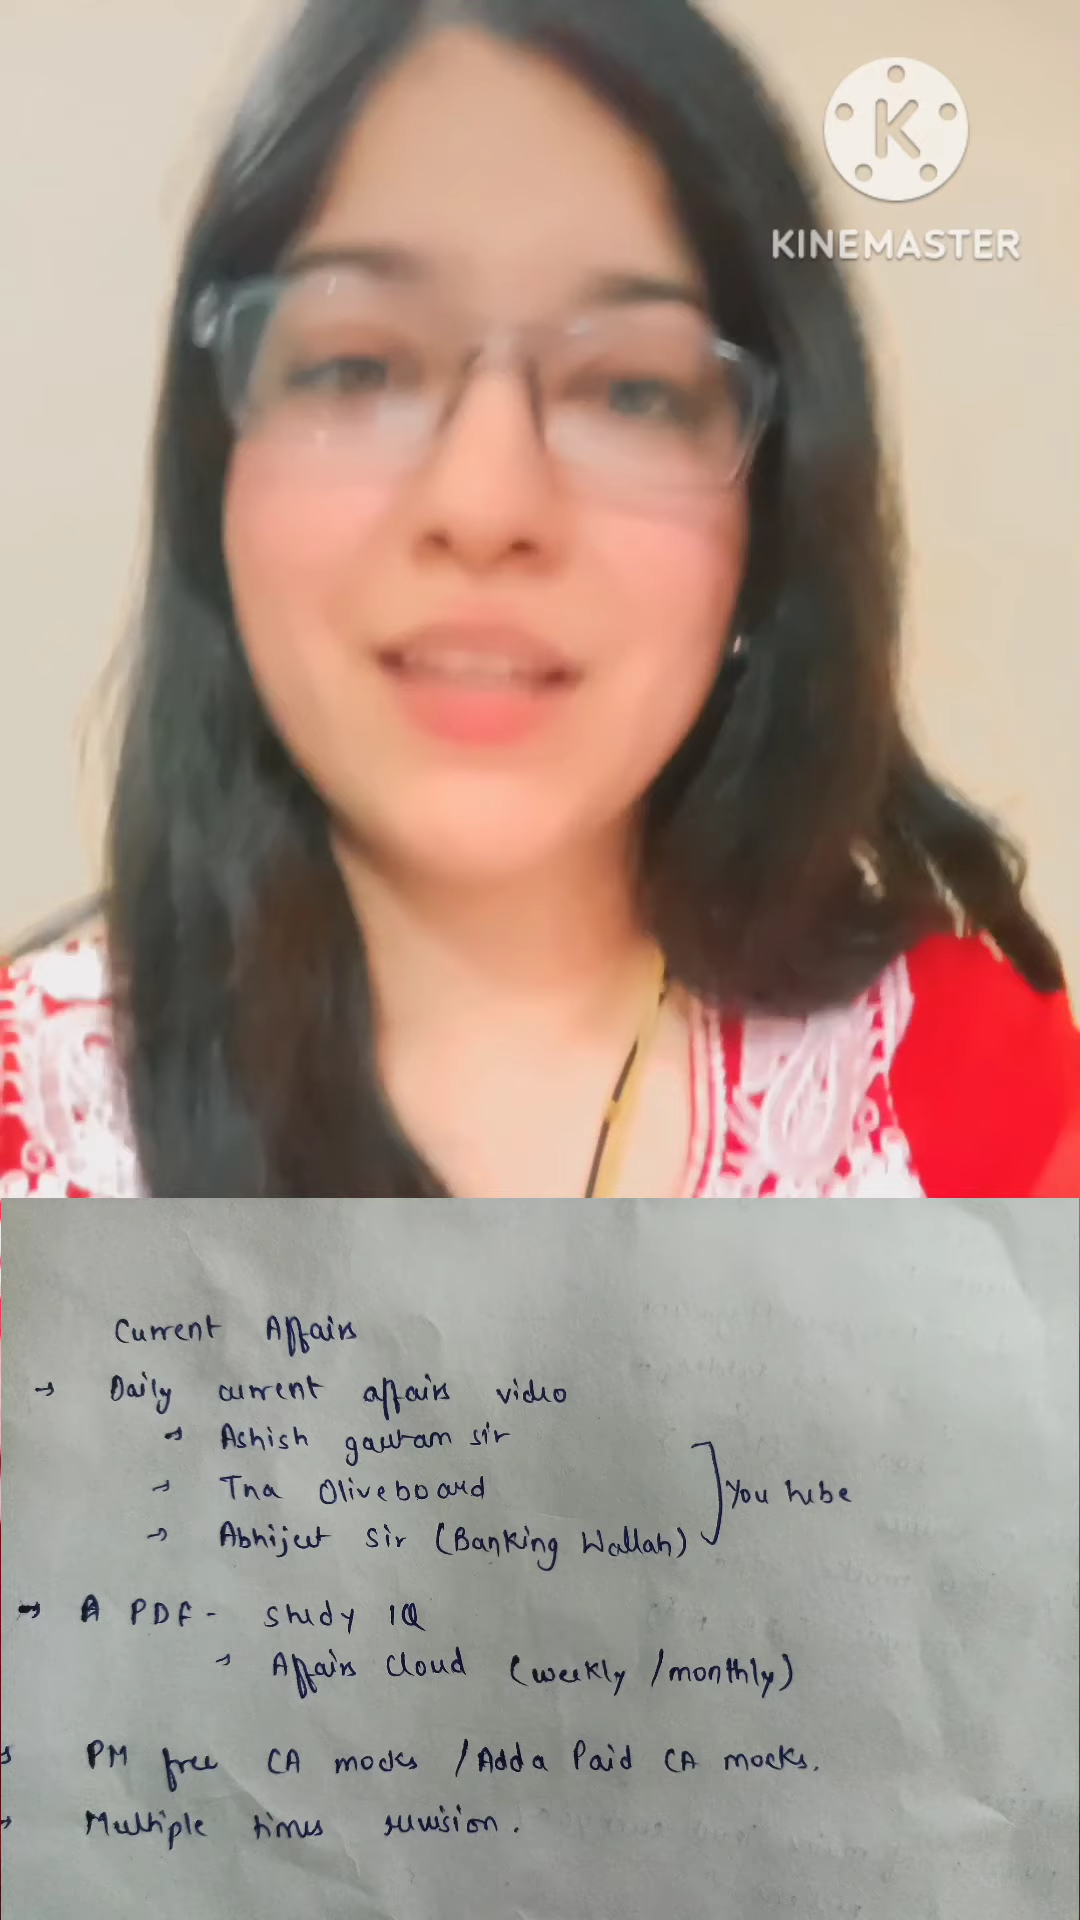 K
KINEMASTER
Current Affairs
→ Daily current affairs video
→ Ashish gautam sir
→ Tna Oliveboard
→ Abhijeet Sir (Banking Wallah)
] You tube
→ A PDF - Study IQ
→ Affairs Cloud (weekly / monthly)
→ PM free CA mocks / Adda Paid CA mocks.
→ Multiple times revision.